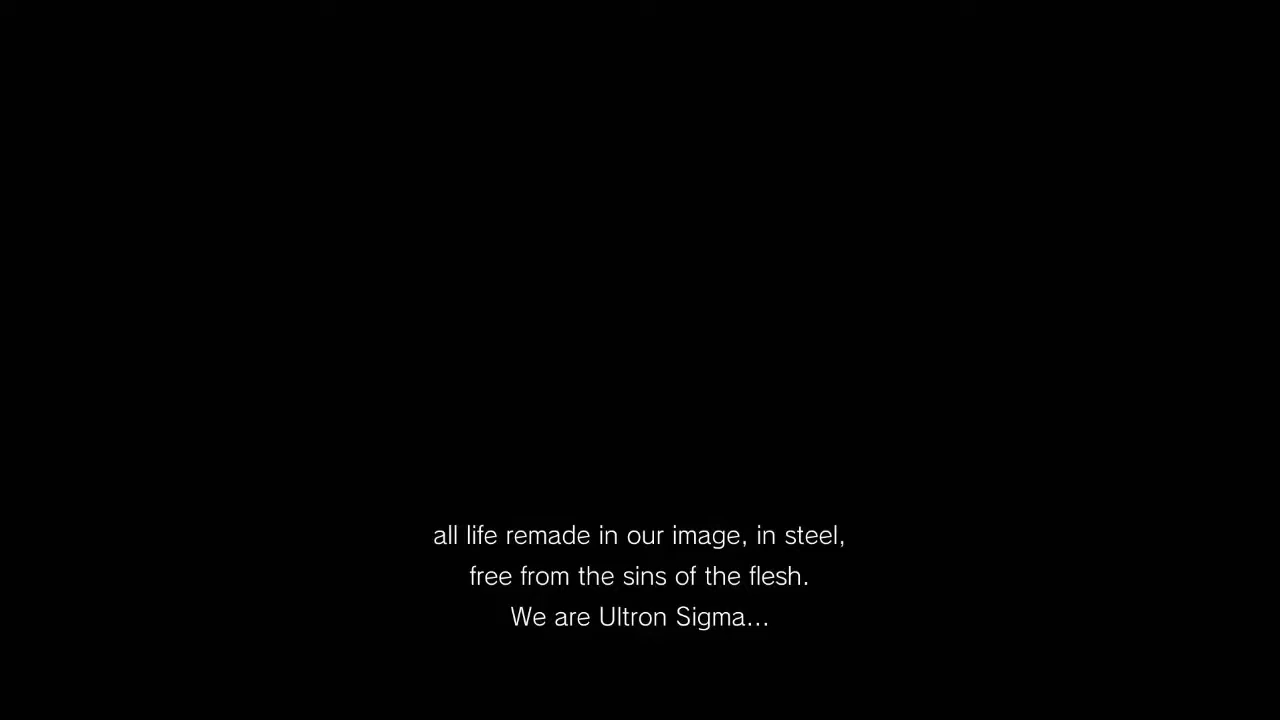 all life remade in our image, in steel,
free from the sins of the flesh.
We are Ultron Sigma...